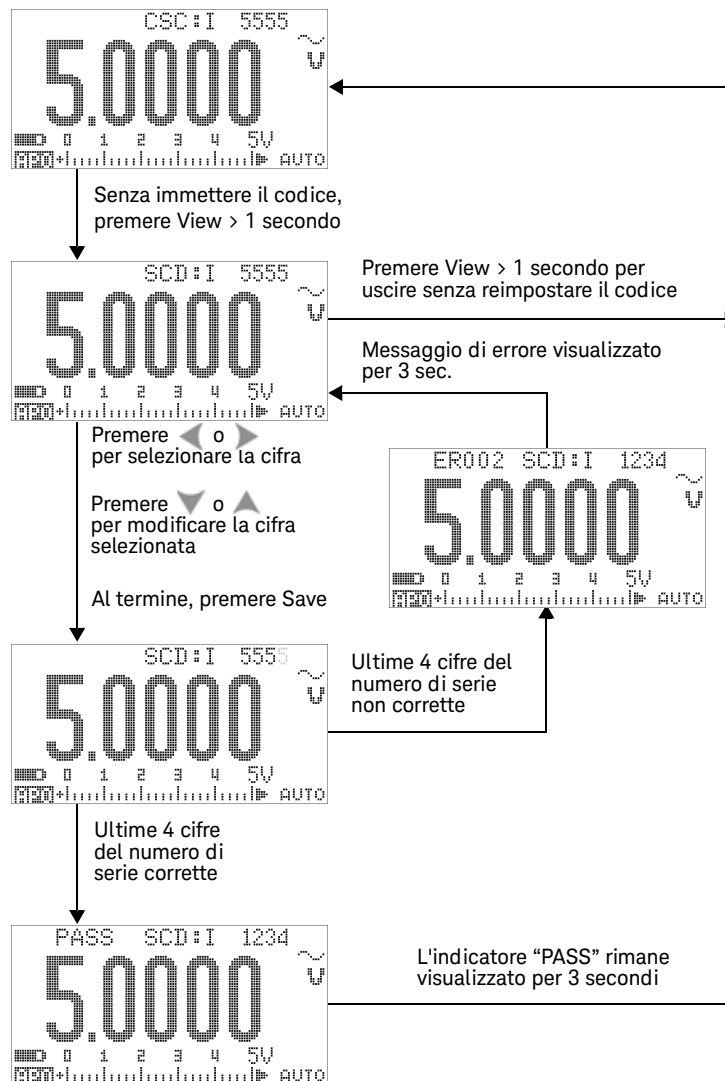 CSC:I 5555
5.0000
V
0 1 2 3 4 5V
APO AUTO
Senza immettere il codice,
premere View > 1 secondo
SCD:I 5555
5.0000
V
0 1 2 3 4 5V
APO AUTO
Premere View > 1 secondo per
uscire senza reimpostare il codice
Messaggio di errore visualizzato
per 3 sec.
Premere o
per selezionare la cifra
Premere o
per modificare la cifra
selezionata
Al termine, premere Save
ER002 SCD:I 1234
5.0000
V
0 1 2 3 4 5V
APO AUTO
SCD:I 5555
5.0000
V
0 1 2 3 4 5V
APO AUTO
Ultime 4 cifre del
numero di serie
non corrette
Ultime 4 cifre
del numero di
serie corrette
PASS SCD:I 1234
5.0000
V
0 1 2 3 4 5V
APO AUTO
L'indicatore “PASS” rimane
visualizzato per 3 secondi